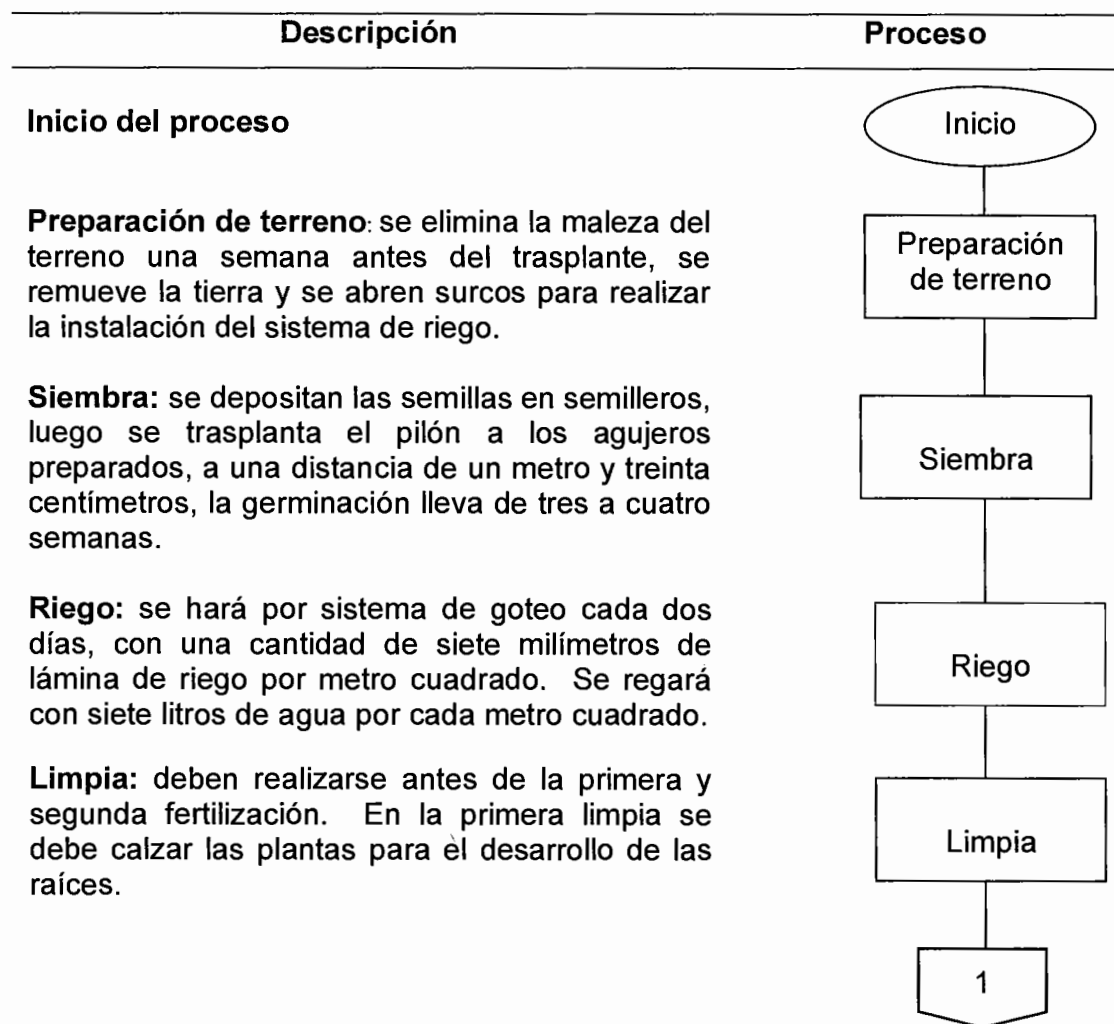 Descripción Proceso
Inicio del proceso
Inicio
Preparación de terreno: se elimina la maleza del
terreno una semana antes del trasplante, se
remueve la tierra y se abren surcos para realizar
la instalación del sistema de riego.
Preparación
de terreno
Siembra: se depositan las semillas en semilleros,
luego se trasplanta el pilón a los agujeros
preparados, a una distancia de un metro y treinta
centímetros, la germinación lleva de tres a cuatro
semanas.
Siembra
Riego: se hará por sistema de goteo cada dos
días, con una cantidad de siete milímetros de
lámina de riego por metro cuadrado. Se regará
con siete litros de agua por cada metro cuadrado.
Riego
Limpia: deben realizarse antes de la primera y
segunda fertilización. En la primera limpia se
debe calzar las plantas para el desarrollo de las
raíces.
Limpia
1